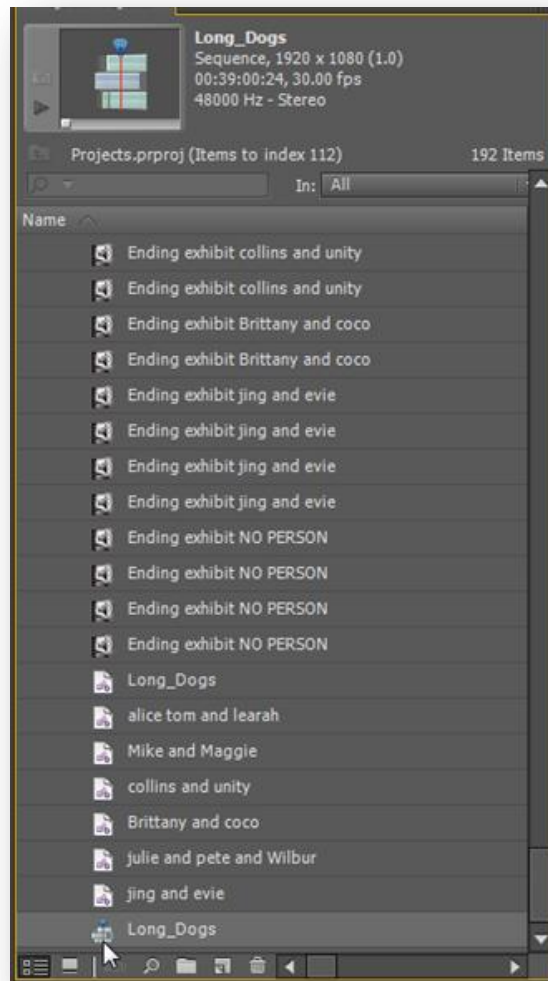 Long_Dogs
Sequence, 1920 x 1080 (1.0)
00:39:00:24, 30.00 fps
48000 Hz - Stereo
Projects.prproj (Items to index 112) 192 Items
In: All
Name
Ending exhibit collins and unity
Ending exhibit collins and unity
Ending exhibit Brittany and coco
Ending exhibit Brittany and coco
Ending exhibit jing and evie
Ending exhibit jing and evie
Ending exhibit jing and evie
Ending exhibit jing and evie
Ending exhibit NO PERSON
Ending exhibit NO PERSON
Ending exhibit NO PERSON
Ending exhibit NO PERSON
Long_Dogs
alice tom and learah
Mike and Maggie
collins and unity
Brittany and coco
julie and pete and Wilbur
jing and evie
Long_Dogs